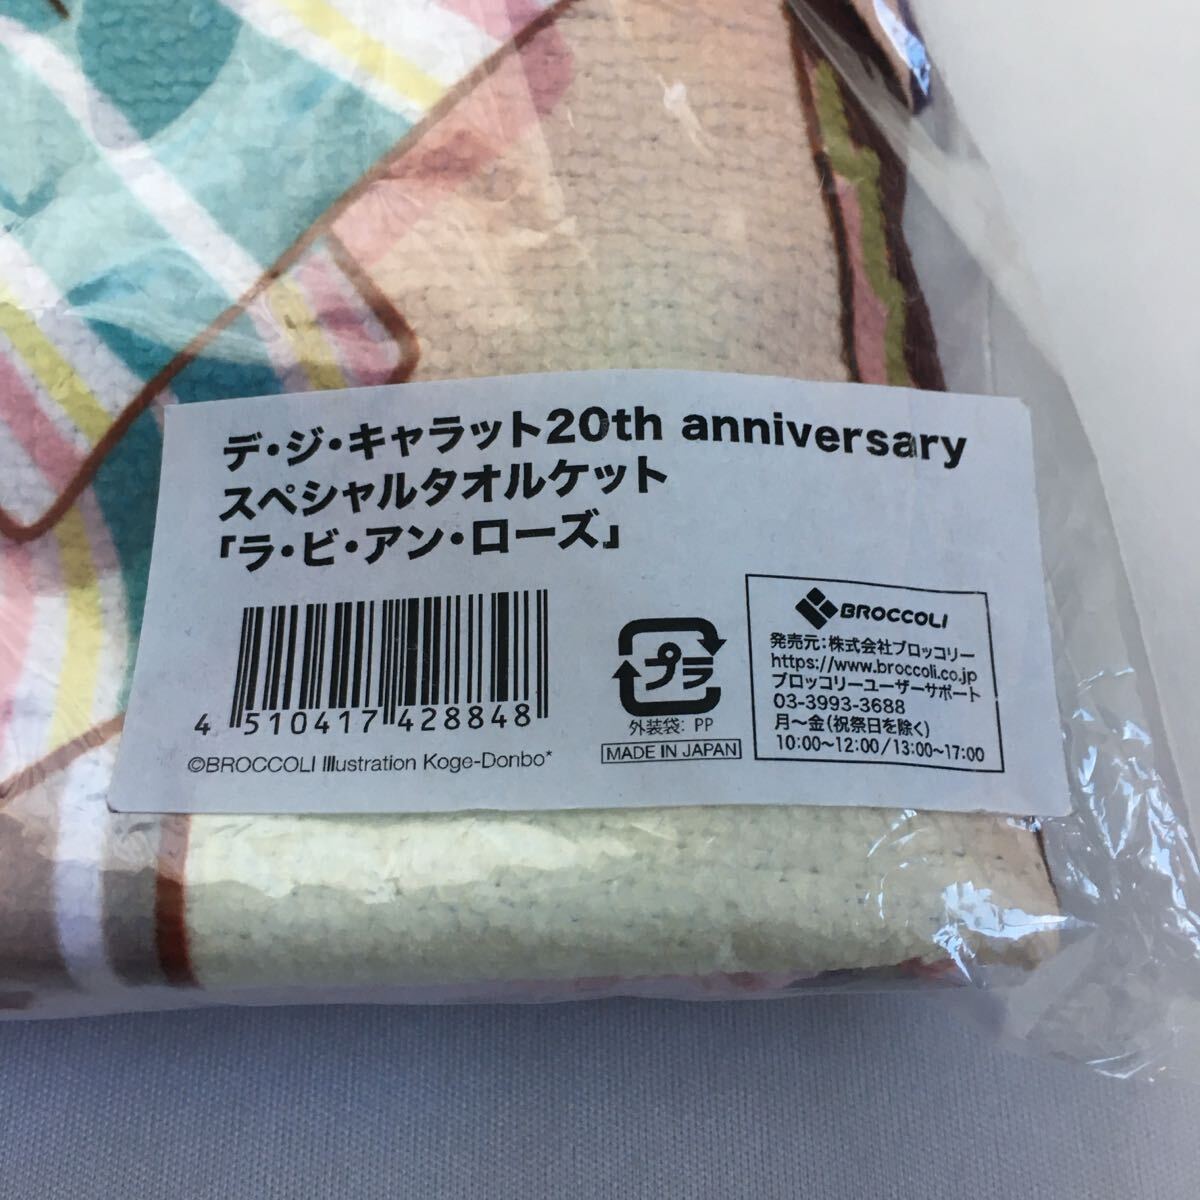 デ・ジ・キャラット20th anniversary
スペシャルタオルケット
「ラ・ビ・アン・ローズ」
4 510417 428848
©BROCCOLI Illustration Koge-Donbo*
プラ
外装袋: PP
MADE IN JAPAN
BROCCOLI
発売元:株式会社ブロッコリー
https://www.broccoli.co.jp
ブロッコリーユーザーサポート
03-3993-3688
月～金(祝祭日を除く)
10:00~12:00/13:00~17:00